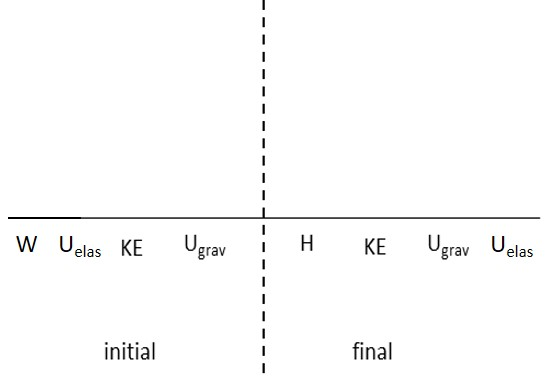 W U_elas KE U_grav H KE U_grav U_elas
initial final